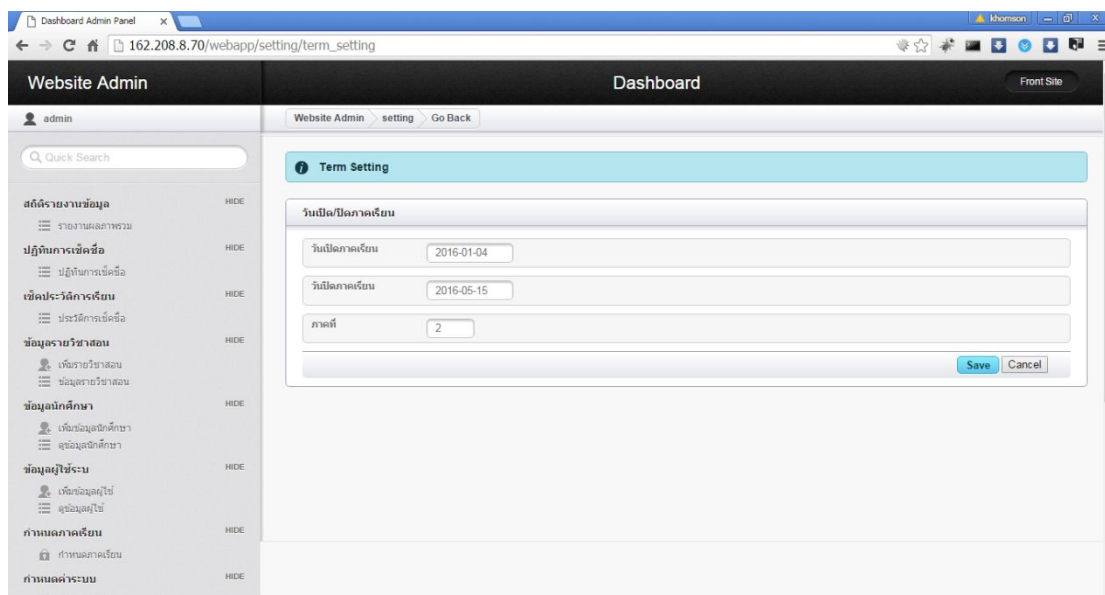 Dashboard Admin Panel
khomson
162.208.8.70/webapp/setting/term_setting
Website Admin
Dashboard
Front Site
admin
Website Admin
setting
Go Back
Quick Search
Term Setting
สถิติรายงานข้อมูล
HIDE
รายงานผลภาพรวม
ปฏิทินการเช็คชื่อ
HIDE
ปฏิทินการเช็คชื่อ
เช็คประวัติการเรียน
HIDE
ประวัติการเช็คชื่อ
ข้อมูลรายวิชาสอน
HIDE
เพิ่มรายวิชาสอน
ข้อมูลรายวิชาสอน
ข้อมูลนักศึกษา
HIDE
เพิ่มข้อมูลนักศึกษา
ดูข้อมูลนักศึกษา
ข้อมูลผู้ใช้ระบ
HIDE
เพิ่มข้อมูลผู้ใช้
ดูข้อมูลผู้ใช้
กำหนดภาคเรียน
HIDE
กำหนดภาคเรียน
กำหนดค่าระบบ
HIDE
วันเปิด/ปิดภาคเรียน
วันเปิดภาคเรียน
2016-01-04
วันปิดภาคเรียน
2016-05-15
ภาคที่
2
Save
Cancel